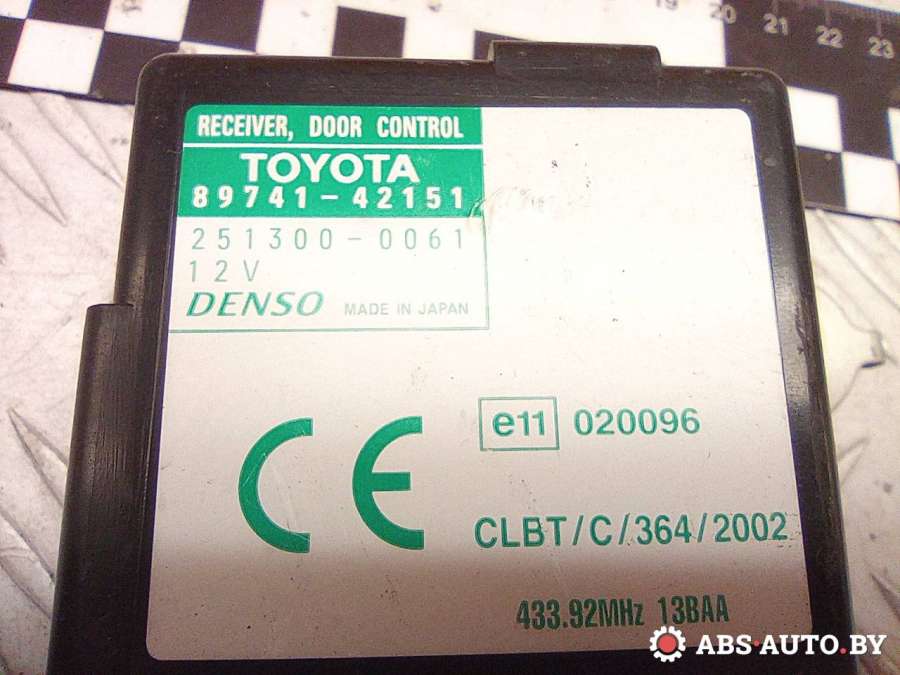 19 20 21 22 23
RECEIVER, DOOR CONTROL
TOYOTA
89741-42151
251300-0061
12V
DENSO MADE IN JAPAN
CE
e11 020096
CLBT/C/364/2002
433.92MHz 13BAA
ABS-AUTO.BY